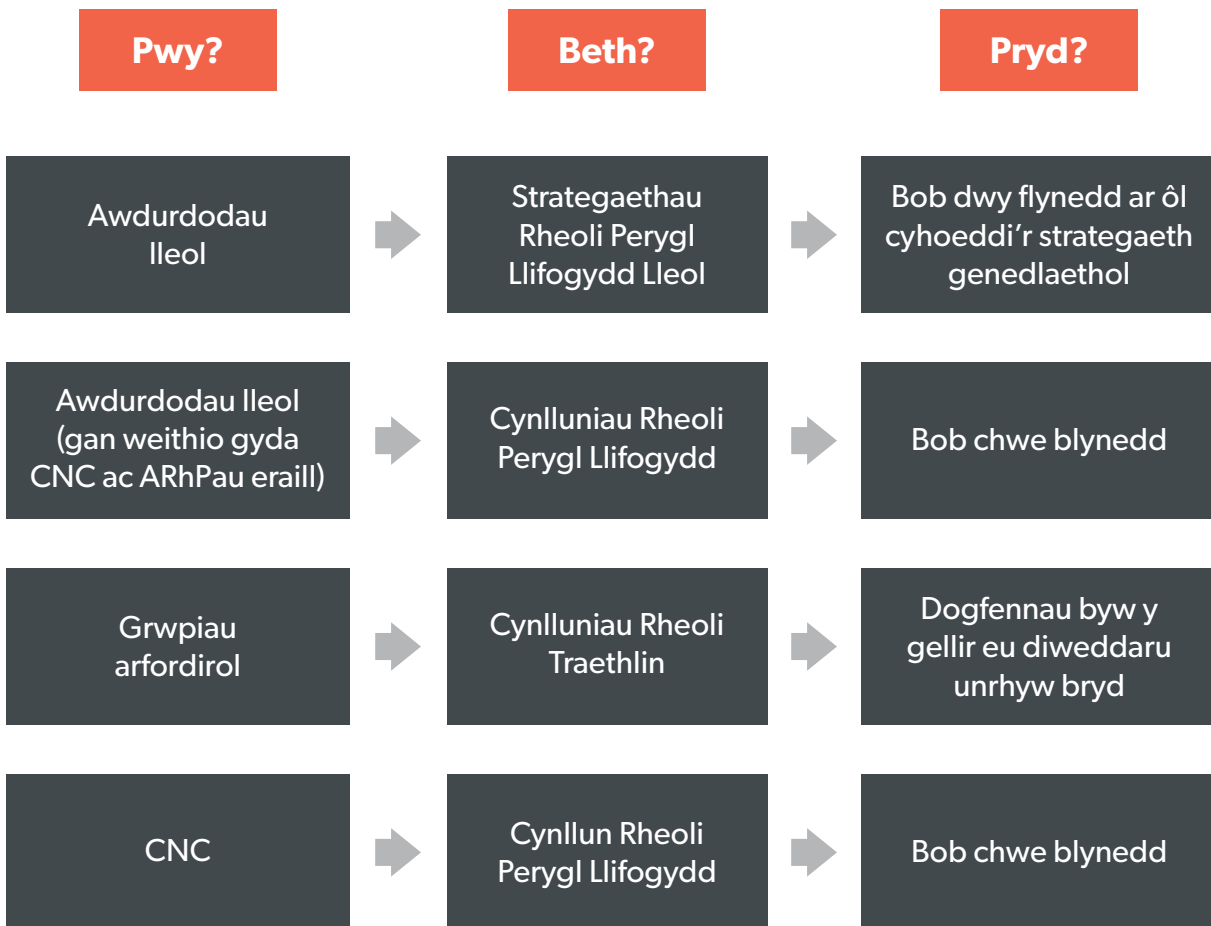 Pwy?
Beth?
Pryd?
Awdurdodau
lleol
Strategaethau
Rheoli Perygl
Llifogydd Lleol
Bob dwy flynedd ar ôl
cyhoeddi’r strategaeth
genedlaethol
Awdurdodau lleol
(gan weithio gyda
CNC ac ARhPau eraill)
Cynlluniau Rheoli
Perygl Llifogydd
Bob chwe blynedd
Grwpiau
arfordirol
Cynlluniau Rheoli
Traethlin
Dogfennau byw y
gellir eu diweddaru
unrhyw bryd
CNC
Cynllun Rheoli
Perygl Llifogydd
Bob chwe blynedd